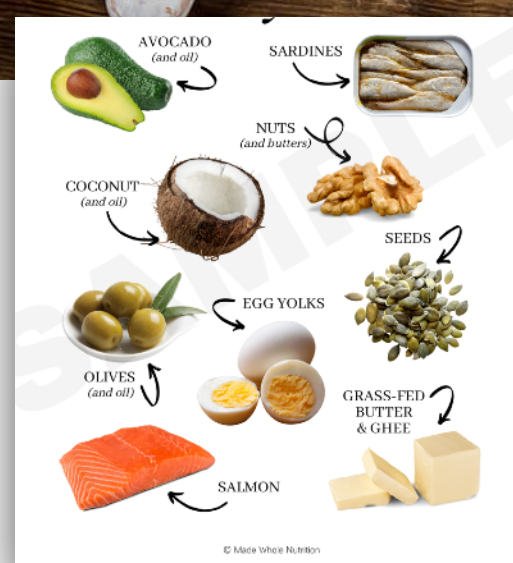 AVOCADO
(and oil)
SARDINES
NUTS
(and butters)
COCONUT
(and oil)
SEEDS
EGG YOLKS
OLIVES
(and oil)
GRASS-FED
BUTTER
& GHEE
SALMON
© Made Whole Nutrition
SAMPLE